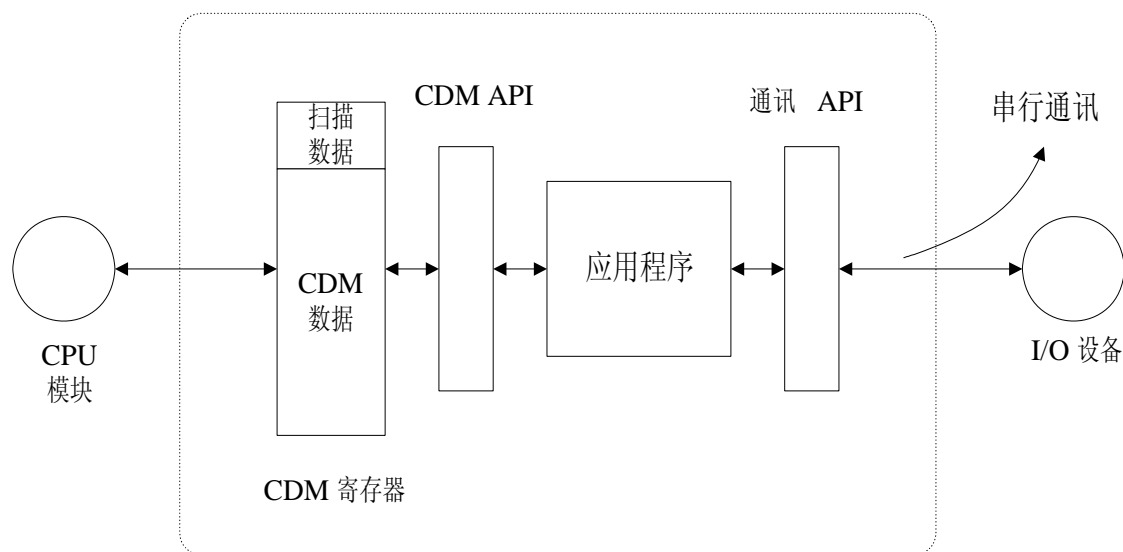 CDM API
通讯 API
串行通讯
扫描
数据
CDM
数据
应用程序
CPU
模块
I/O 设备
CDM 寄存器